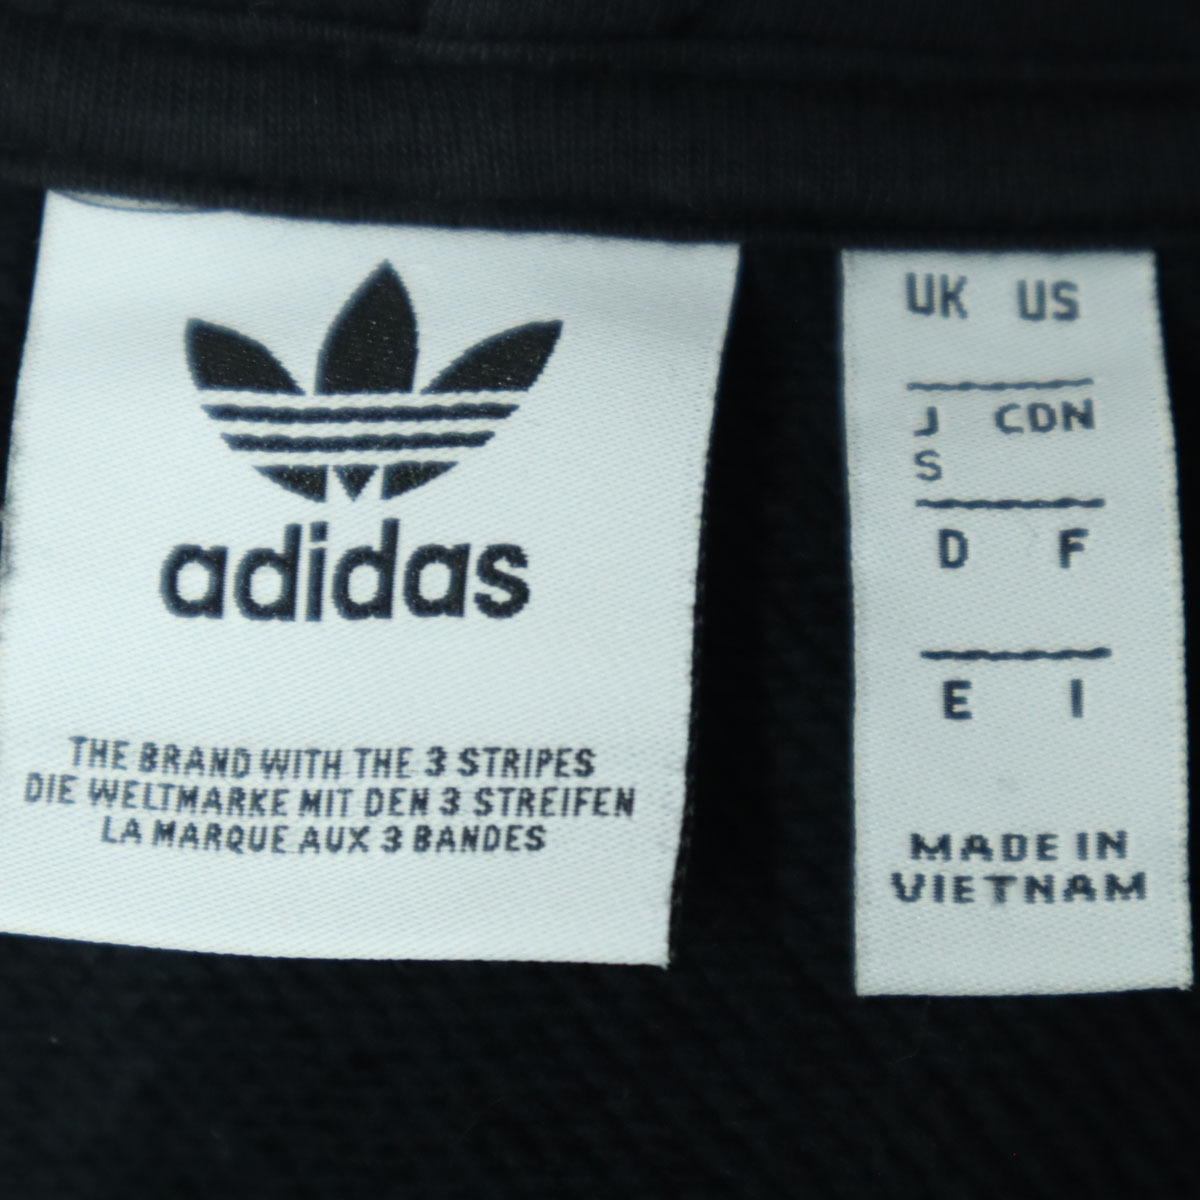 adidas
THE BRAND WITH THE 3 STRIPES
DIE WELTMARKE MIT DEN 3 STREIFEN
LA MARQUE AUX 3 BANDES
UK US
J CDN
S
D F
E I
MADE IN
VIETNAM